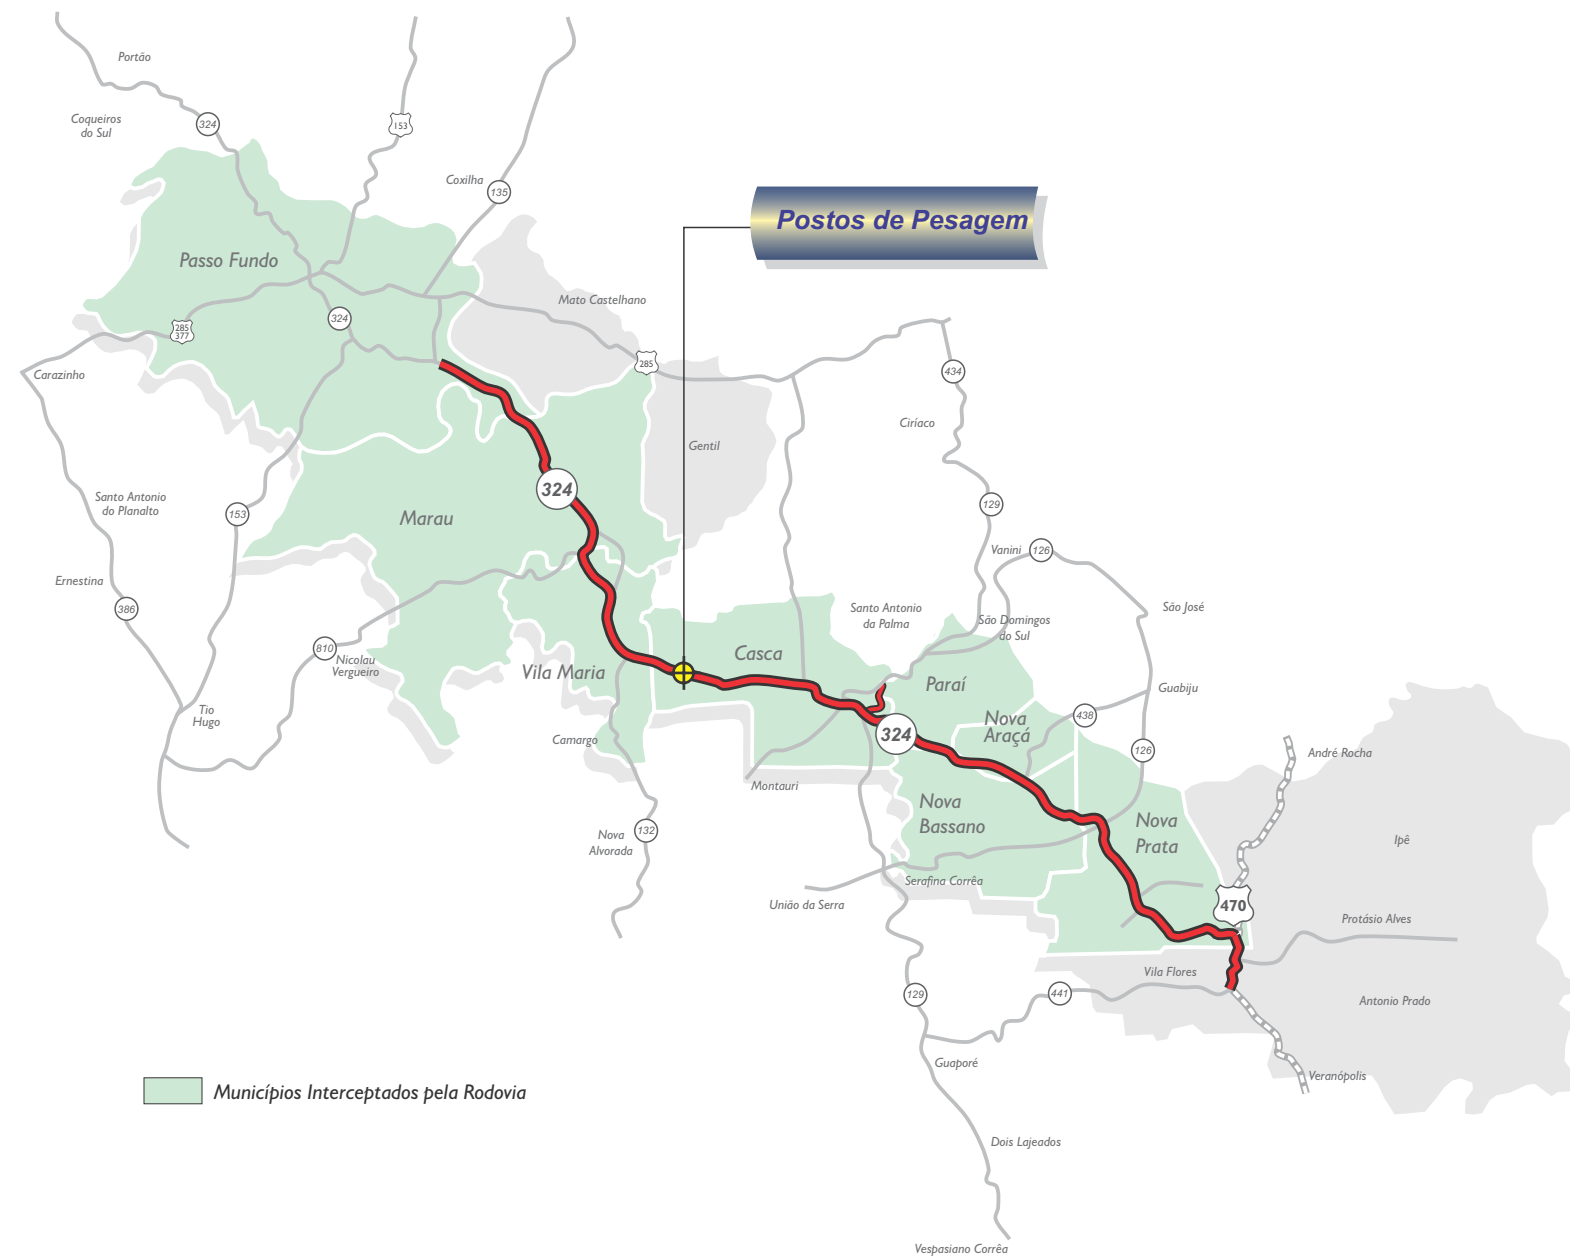 Portão
Coqueiros
do Sul
324
153
Coxilha
135
Postos de Pesagem
Passo Fundo
Mato Castelhano
285
377
324
285
Carazinho
434
Ciríaco
Gentil
324
Santo Antonio
do Planalto
153
Marau
129
Vanini
126
Ernestina
386
Santo Antonio
da Palma
São José
São Domingos
do Sul
810
Nicolau
Vergueiro
Vila Maria
Casca
Paraí
Guabiju
Tio
Hugo
Nova
Araçá
438
Camargo
324
126
André Rocha
Montauri
Nova
Bassano
Nova
Prata
Nova
Alvorada
132
Ipê
Serafina Corrêa
União da Serra
470
Protásio Alves
Vila Flores
129
441
Antonio Prado
Guaporé
Veranópolis
Municípios Interceptados pela Rodovia
Dois Lajeados
Vespasiano Corrêa